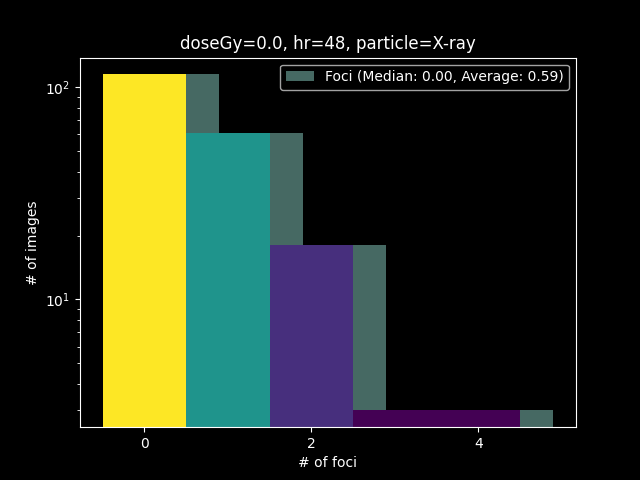 doseGy=0.0, hr=48, particle=X-ray
Foci (Median: 0.00, Average: 0.59)
10²
10¹
# of images
0 2 4
# of foci